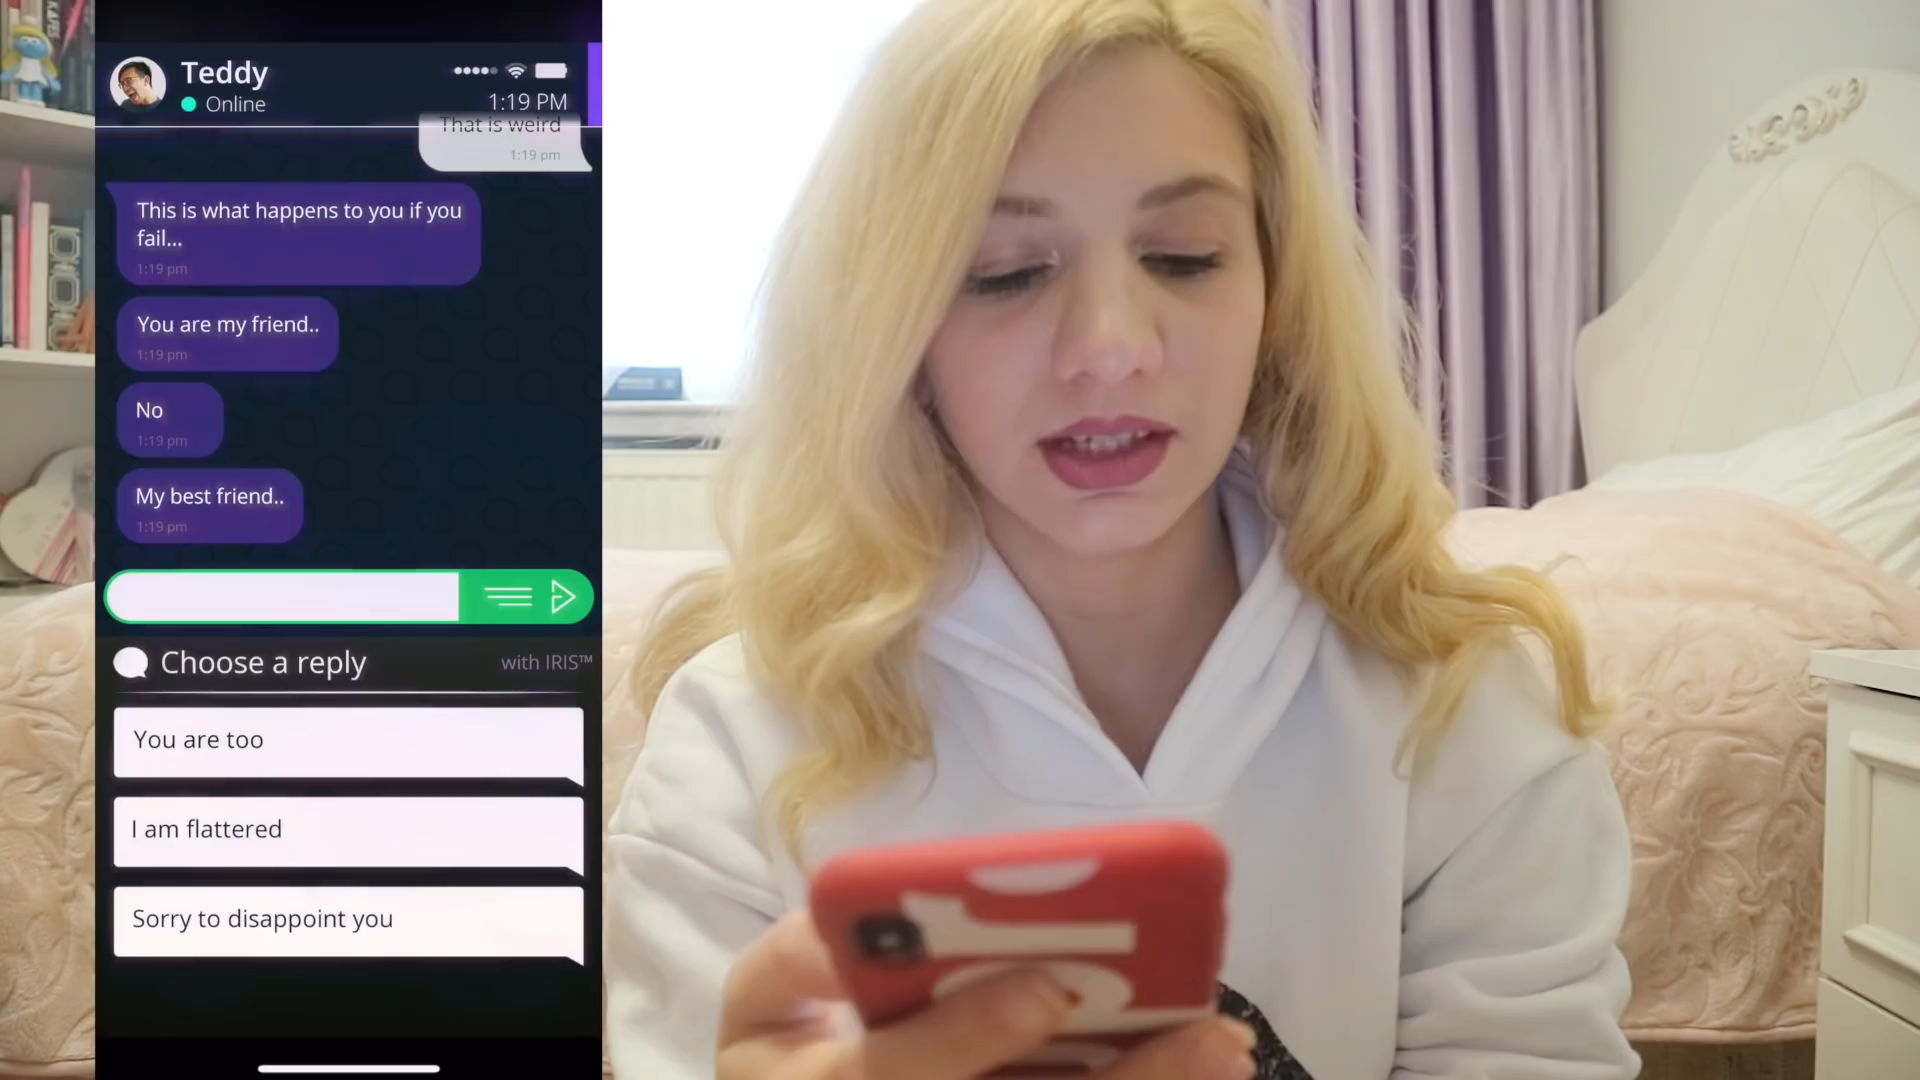 Teddy
Online
1:19 PM
That is weird
1:19 pm
This is what happens to you if you
fail...
1:19 pm
You are my friend..
1:19 pm
No
1:19 pm
My best friend..
1:19 pm
Choose a reply
with IRIS™
You are too
I am flattered
Sorry to disappoint you